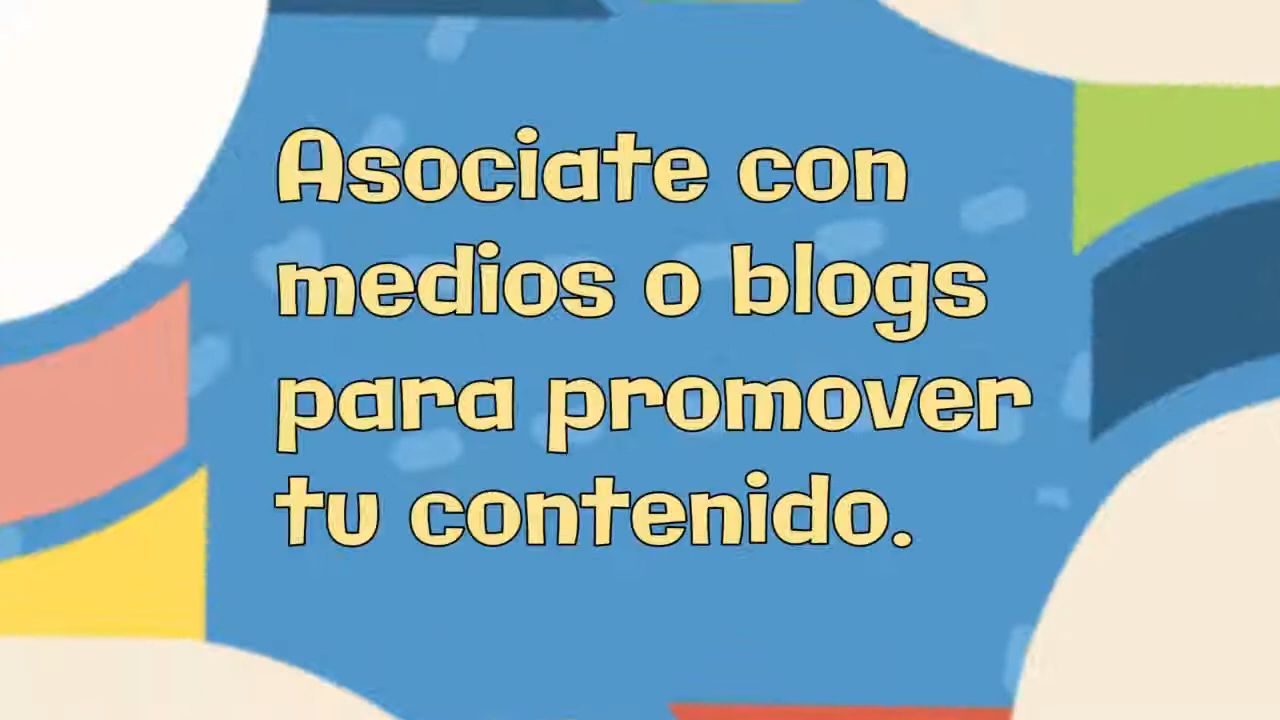 Asociate con
medios o blogs
para promover
tu contenido.